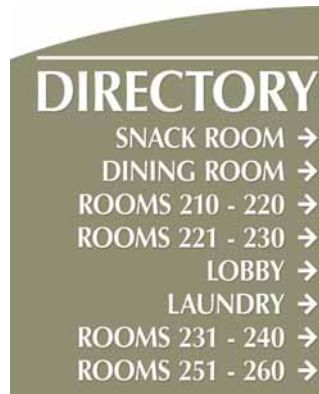 DIRECTORY
SNACK ROOM →
DINING ROOM →
ROOMS 210 - 220 →
ROOMS 221 - 230 →
LOBBY →
LAUNDRY →
ROOMS 231 - 240 →
ROOMS 251 - 260 →